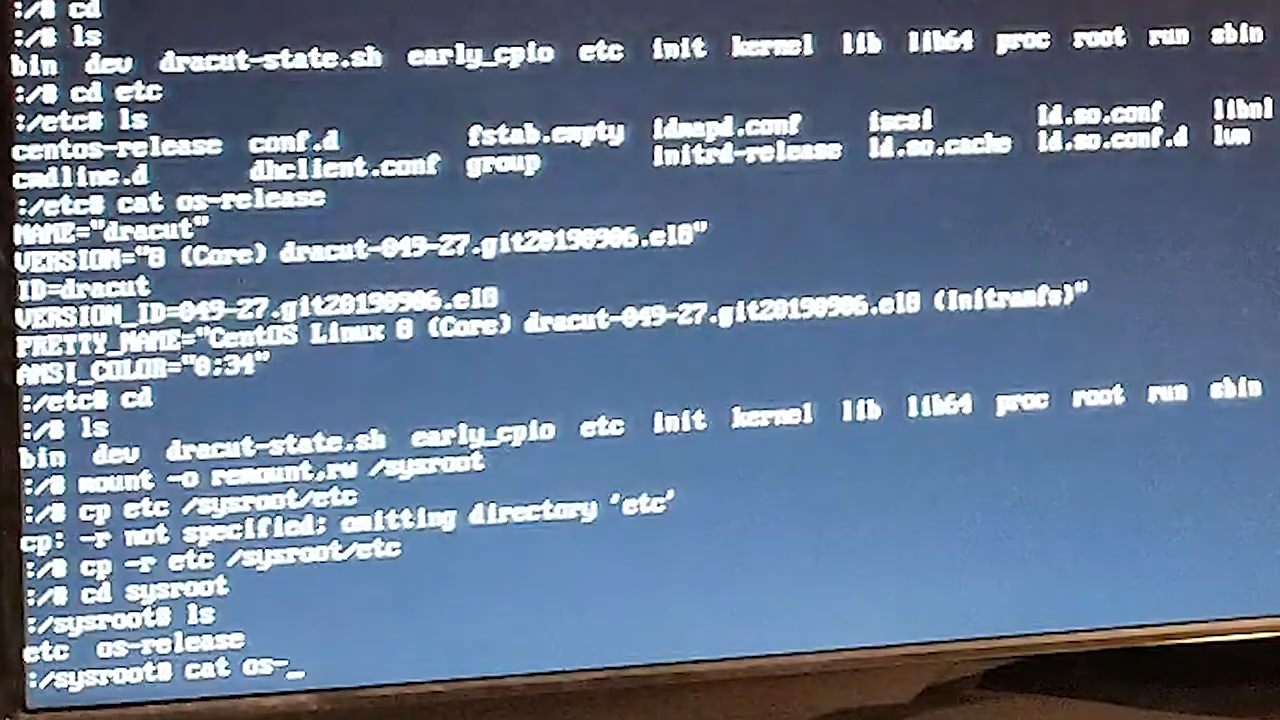 :/# cd
:/# ls
bin dev dracut-state.sh early_cpio etc init kernel lib lib64 proc root run sbin
:/# cd etc
:/etc# ls
centos-release conf.d fstab.empty idmapd.conf iscsi ld.so.conf libnl
cmdline.d dhclient.conf group initrd-release ld.so.cache ld.so.conf.d lvm
:/etc# cat os-release
NAME="dracut"
VERSION="8 (Core) dracut-049-27.git20190906.el8"
ID=dracut
VERSION_ID=049-27.git20190906.el8
PRETTY_NAME="CentOS Linux 8 (Core) dracut-049-27.git20190906.el8 (Initramfs)"
ANSI_COLOR="0;34"
:/etc# cd
:/# ls
bin dev dracut-state.sh early_cpio etc init kernel lib lib64 proc root run sbin
:/# mount -o remount,rw /sysroot
:/# cp etc /sysroot/etc
cp: -r not specified; omitting directory 'etc'
:/# cp -r etc /sysroot/etc
:/# cd sysroot
:/sysroot# ls
etc os-release
:/sysroot# cat os-_